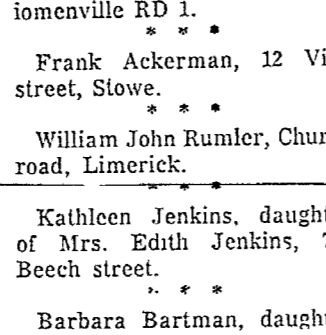 iomenville RD 1.
* * *
Frank Ackerman, 12 Vi
street, Stowe.
* * *
William John Rumler, Chur
road, Limerick.
* * *
Kathleen Jenkins, daught
of Mrs. Edith Jenkins, 7
Beech street.
* * *
Barbara Bartman, daught